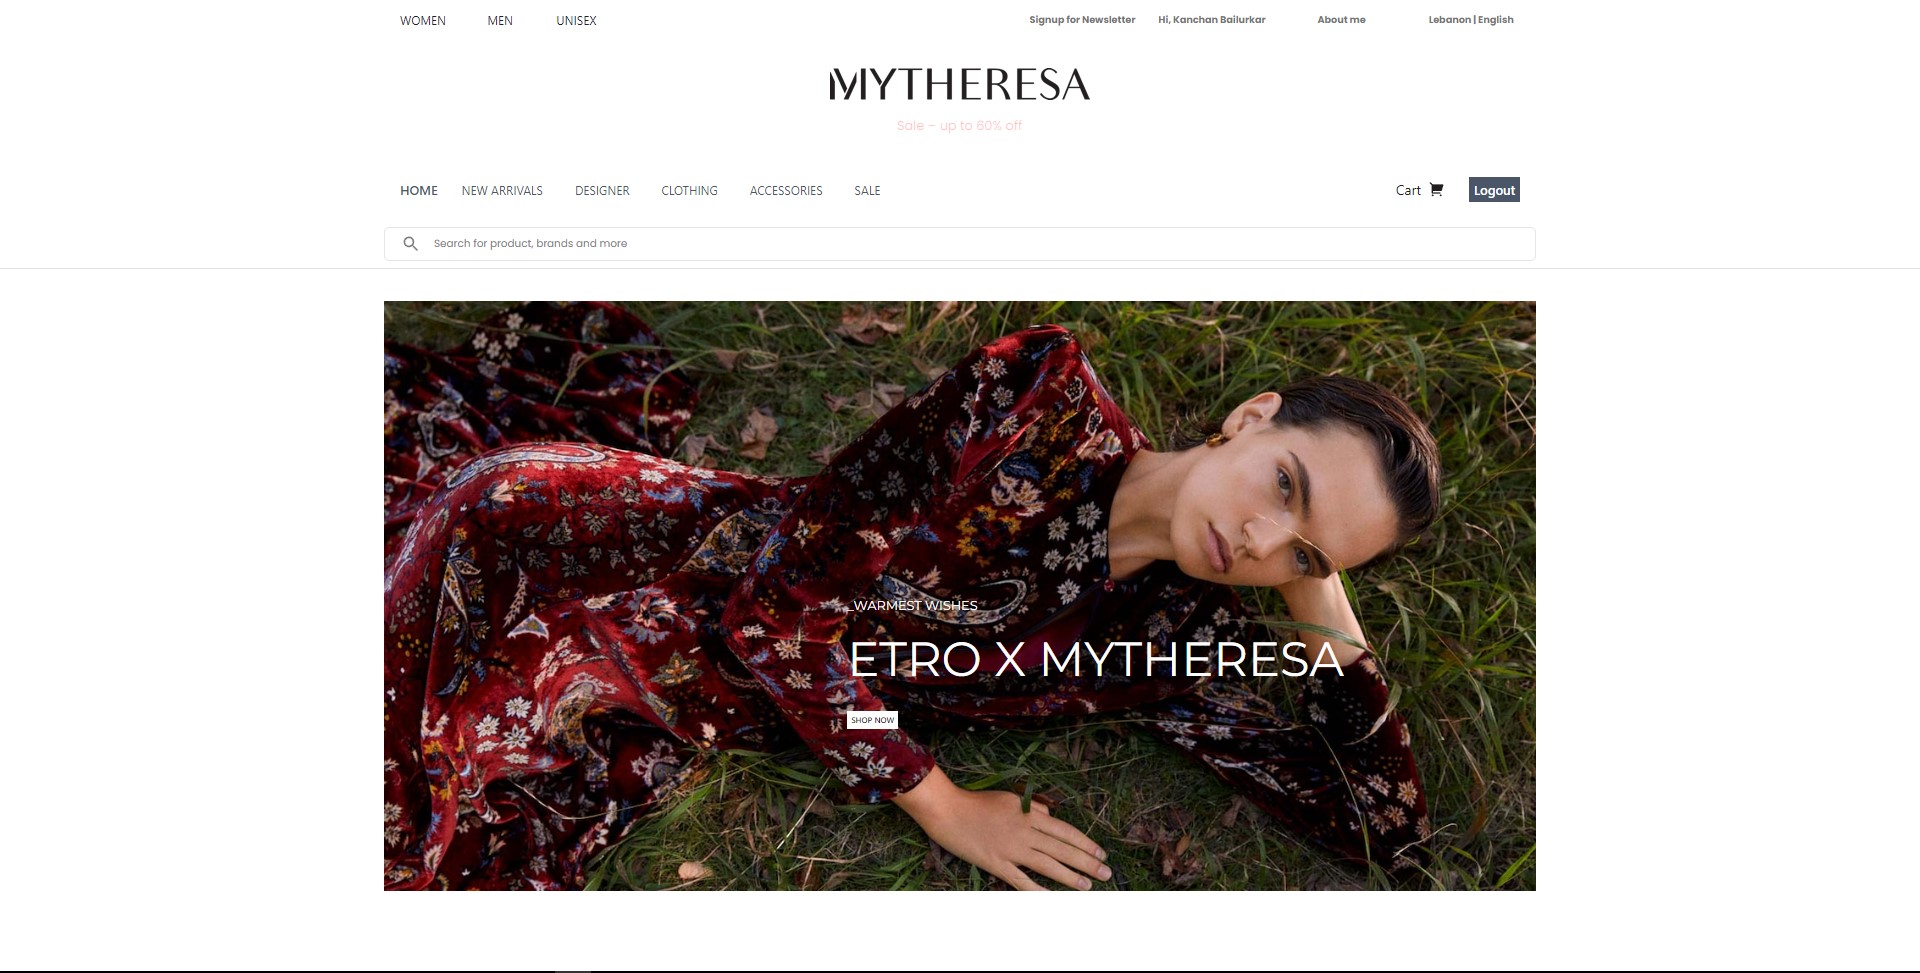 WOMEN MEN UNISEX Signup for Newsletter Hi, Kanchan Bailurkar About me Lebanon | English
MYTHERESA
Sale – up to 60% off
HOME NEW ARRIVALS DESIGNER CLOTHING ACCESSORIES SALE Cart Logout
Search for product, brands and more
_WARMEST WISHES
ETRO X MYTHERESA
SHOP NOW